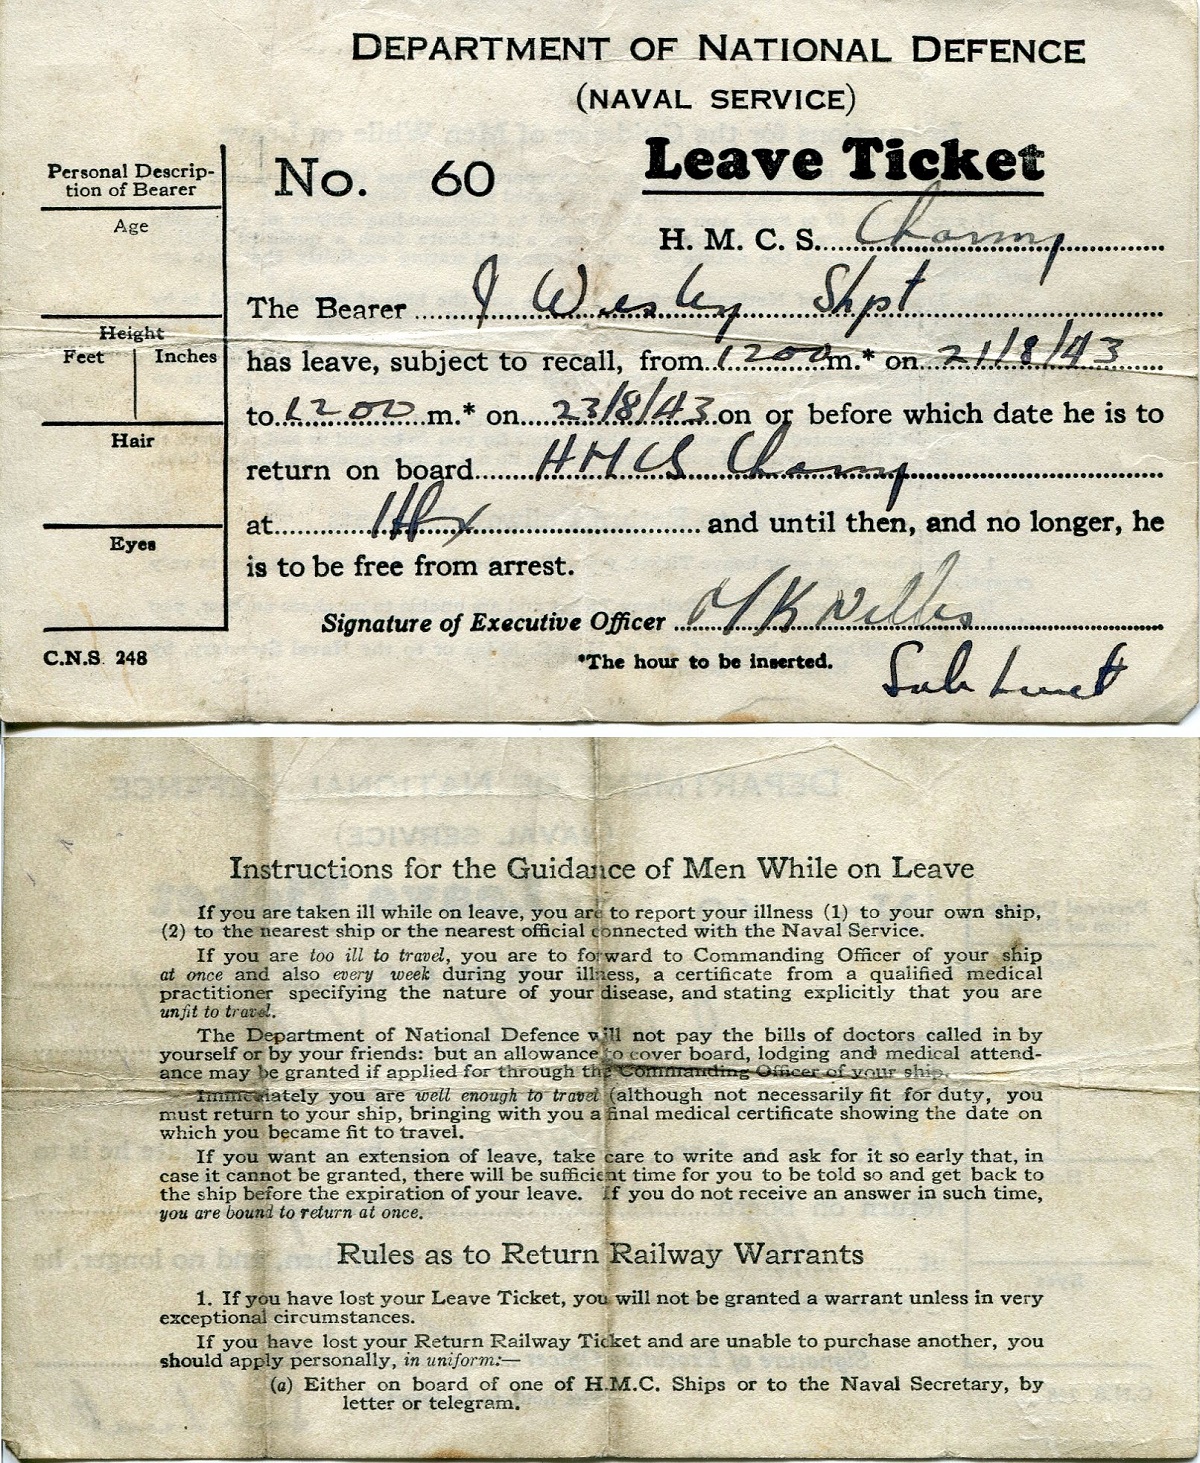 DEPARTMENT OF NATIONAL DEFENCE
(NAVAL SERVICE)
Leave Ticket
No. 60
Personal Descrip-
tion of Bearer
Age
Height
Feet Inches
Hair
Eyes
C.N.S. 248
H. M. C. S.
The Bearer J Wesley Shpt
has leave, subject to recall, from 1200 m.* on 21/8/43
to 1200 m.* on 23/8/43 on or before which date he is to
return on board HMCS
at Hfx and until then, and no longer, he
is to be free from arrest.
Signature of Executive Officer
*The hour to be inserted.
Sub Lieut
Instructions for the Guidance of Men While on Leave
If you are taken ill while on leave, you are to report your illness (1) to your own ship,
(2) to the nearest ship or the nearest official connected with the Naval Service.
If you are too ill to travel, you are to forward to Commanding Officer of your ship
at once and also every week during your illness, a certificate from a qualified medical
practitioner specifying the nature of your disease, and stating explicitly that you are
unfit to travel.
The Department of National Defence will not pay the bills of doctors called in by
yourself or by your friends: but an allowance to cover board, lodging and medical attend-
ance may be granted if applied for through the Commanding Officer of your ship.
Immediately you are well enough to travel (although not necessarily fit for duty, you
must return to your ship, bringing with you a final medical certificate showing the date on
which you became fit to travel.
If you want an extension of leave, take care to write and ask for it so early that, in
case it cannot be granted, there will be sufficient time for you to be told so and get back to
the ship before the expiration of your leave. If you do not receive an answer in such time,
you are bound to return at once.
Rules as to Return Railway Warrants
1. If you have lost your Leave Ticket, you will not be granted a warrant unless in very
exceptional circumstances.
If you have lost your Return Railway Ticket and are unable to purchase another, you
should apply personally, in uniform:—
(a) Either on board of one of H.M.C. Ships or to the Naval Secretary, by
letter or telegram.